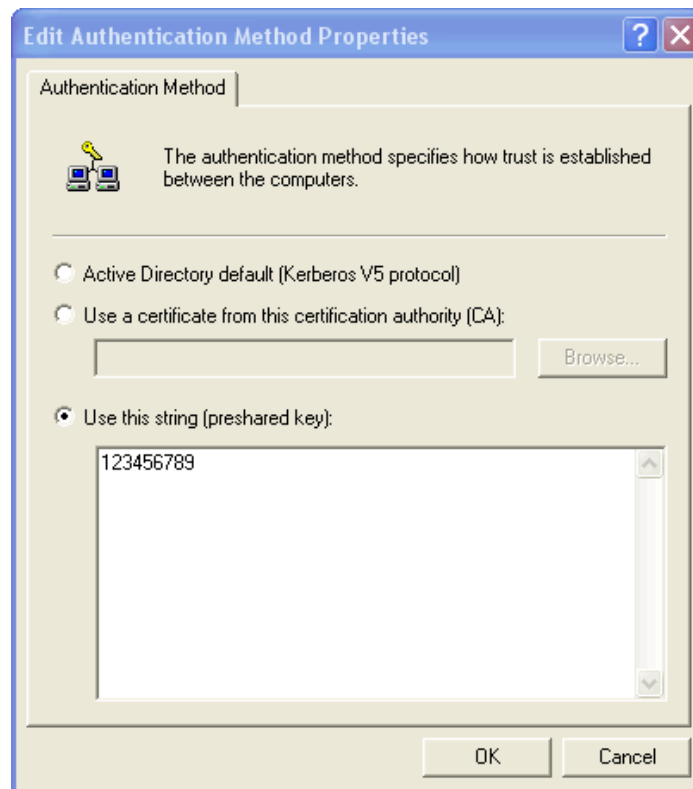 Edit Authentication Method Properties
?
Authentication Method
The authentication method specifies how trust is established
between the computers.
Active Directory default (Kerberos V5 protocol)
Use a certificate from this certification authority (CA):
Browse...
Use this string (preshared key):
123456789
OK
Cancel